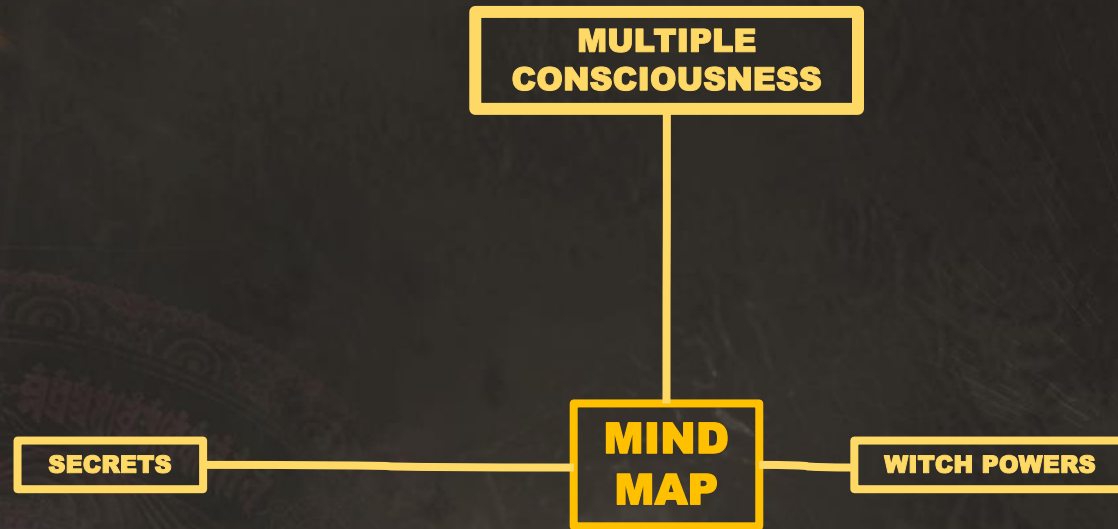 MULTIPLE
CONSCIOUSNESS
MIND
MAP
SECRETS
WITCH POWERS